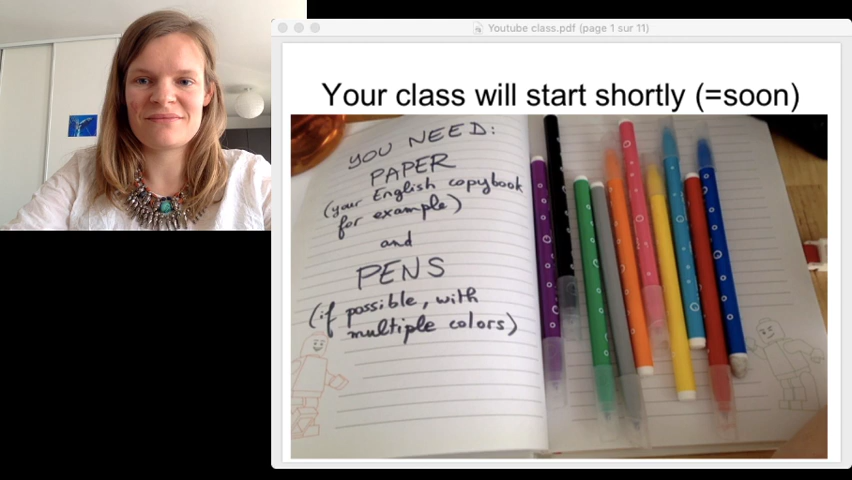 Youtube class.pdf (page 1 sur 11)
Your class will start shortly (=soon)
YOU NEED:
PAPER
(your English copybook
for example)
and
PENS
(if possible, with
multiple colors)